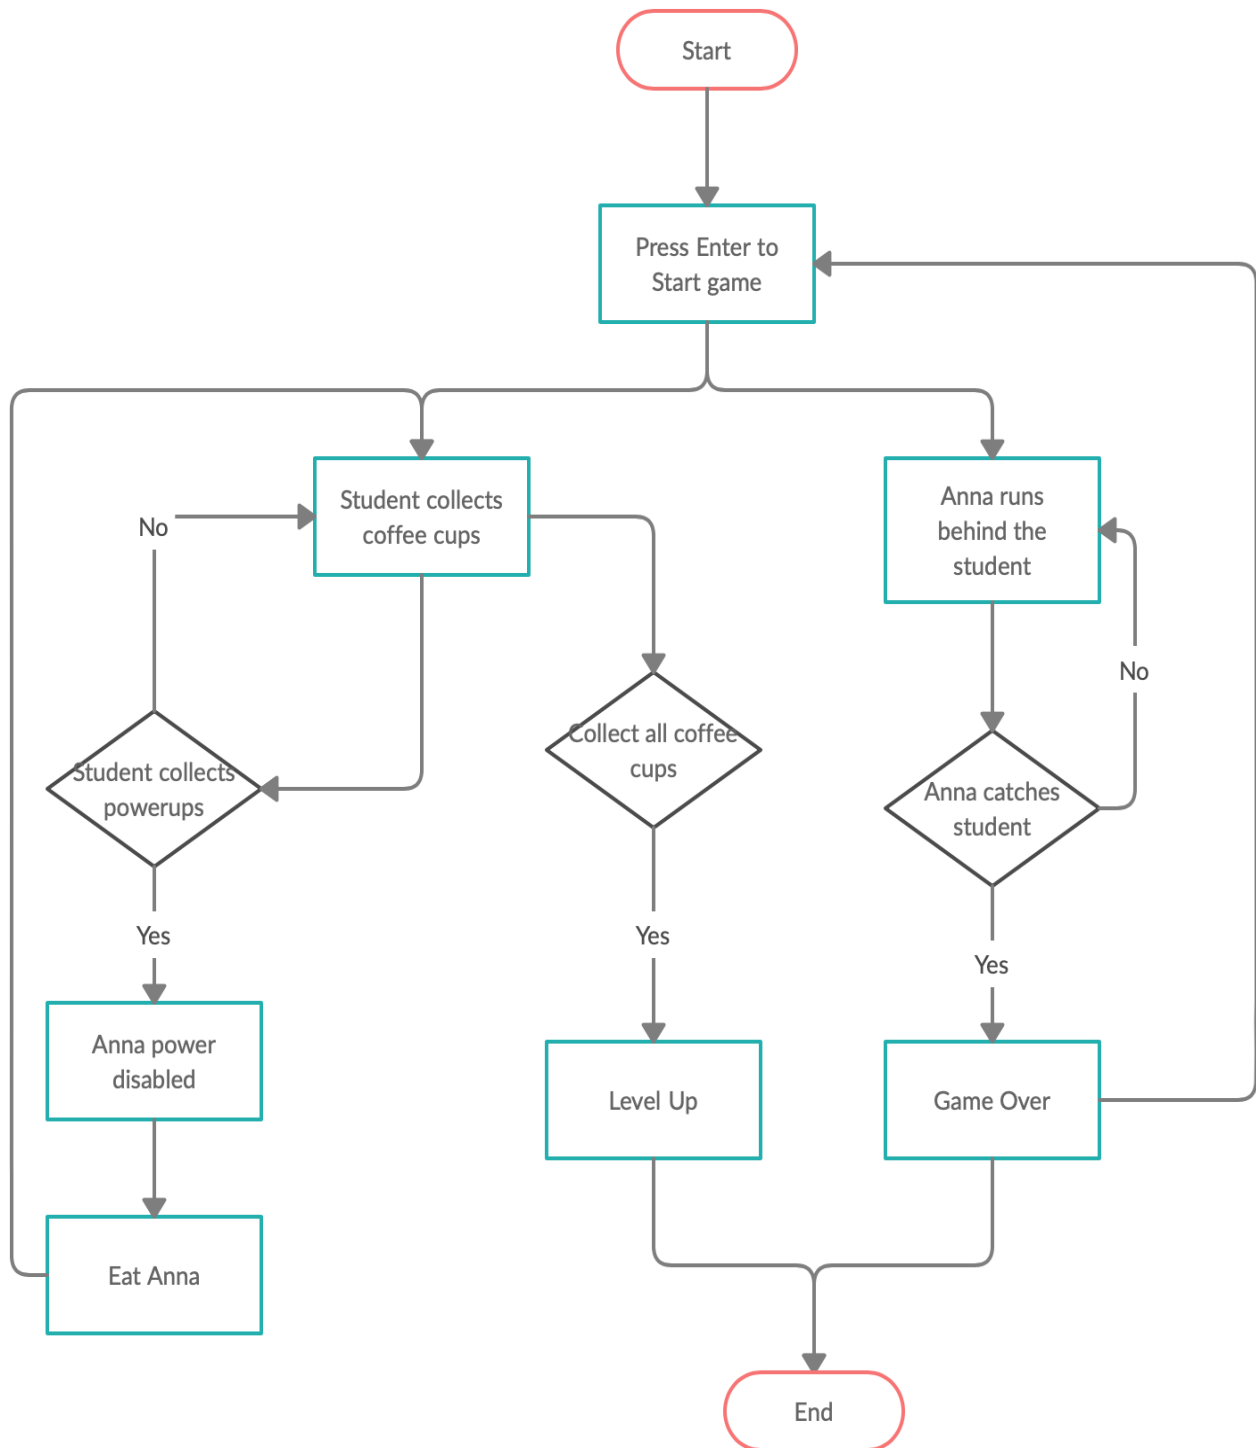 Start
Press Enter to
Start game
Student collects
coffee cups
Anna runs
behind the
student
No
No
Student collects
powerups
Collect all coffee
cups
Anna catches
student
Yes
Yes
Yes
Anna power
disabled
Level Up
Game Over
Eat Anna
End